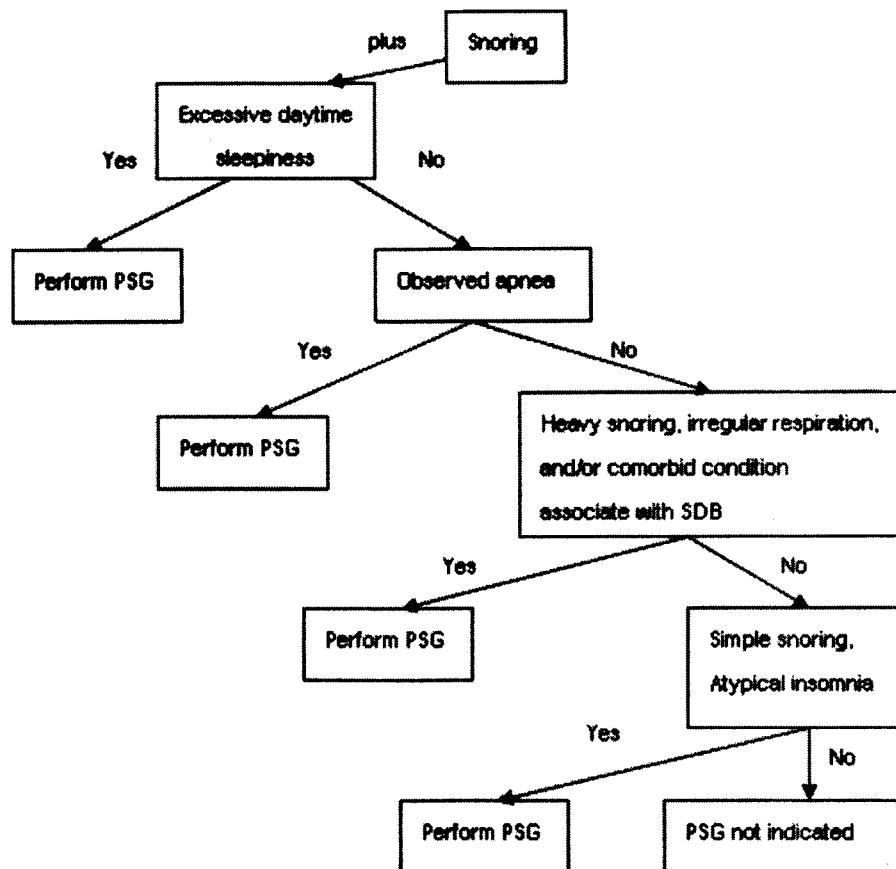 plus
Snoring
Excessive daytime
sleepiness
Yes
No
Perform PSG
Observed apnea
Yes
No
Perform PSG
Heavy snoring, irregular respiration,
and/or comorbid condition
associate with SDB
Yes
No
Perform PSG
Simple snoring,
Atypical insomnia
Yes
No
Perform PSG
PSG not indicated